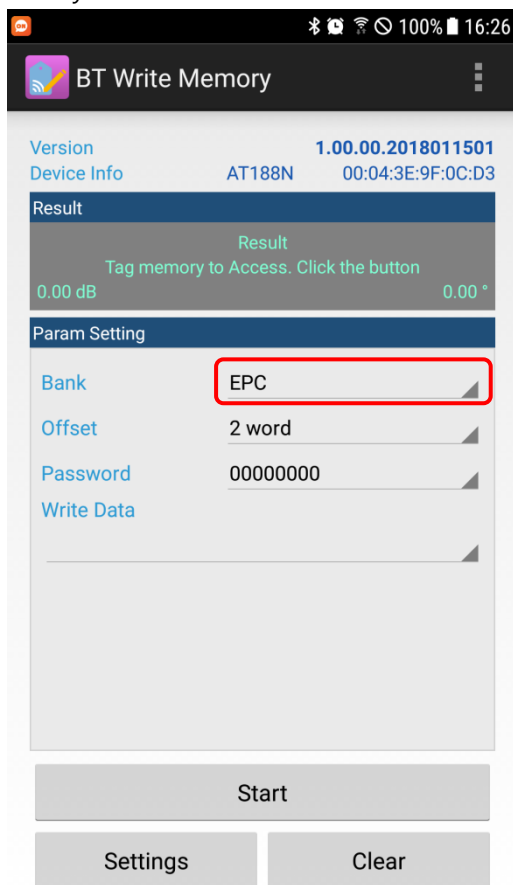 ON 100% 16:26
BT Write Memory
Version 1.00.00.2018011501
Device Info AT188N 00:04:3E:9F:0C:D3
Result
Result
Tag memory to Access. Click the button
0.00 dB 0.00 °
Param Setting
Bank EPC
Offset 2 word
Password 00000000
Write Data
Start
Settings Clear